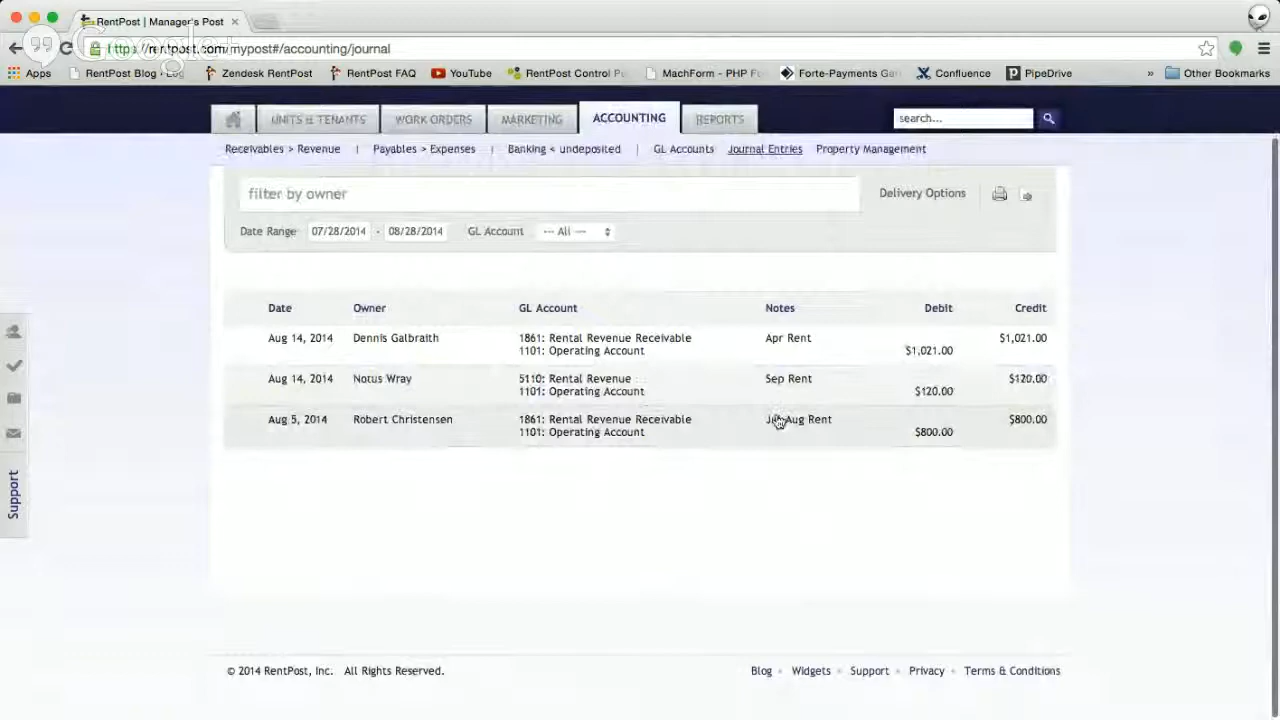 RentPost | Manager's Post ×
Google+
https://rentpost.com/mypost#/accounting/journal
Apps RentPost Blog Zendesk RentPost RentPost FAQ YouTube RentPost Control MachForm - PHP Forte-Payments Confluence PipeDrive » Other Bookmarks
UNITS & TENANTS WORK ORDERS MARKETING ACCOUNTING REPORTS search...
Receivables > Revenue | Payables > Expenses | Banking < undeposited | GL Accounts Journal Entries Property Management
filter by owner Delivery Options
Date Range 07/28/2014 - 08/28/2014 GL Account --- All ---
Date Owner GL Account Notes Debit Credit
Aug 14, 2014 Dennis Galbraith 1861: Rental Revenue Receivable Apr Rent $1,021.00
1101: Operating Account $1,021.00
Aug 14, 2014 Notus Wray 5110: Rental Revenue Sep Rent $120.00
1101: Operating Account $120.00
Aug 5, 2014 Robert Christensen 1861: Rental Revenue Receivable Aug Rent $800.00
1101: Operating Account $800.00
Support
© 2014 RentPost, Inc. All Rights Reserved. Blog • Widgets • Support • Privacy • Terms & Conditions